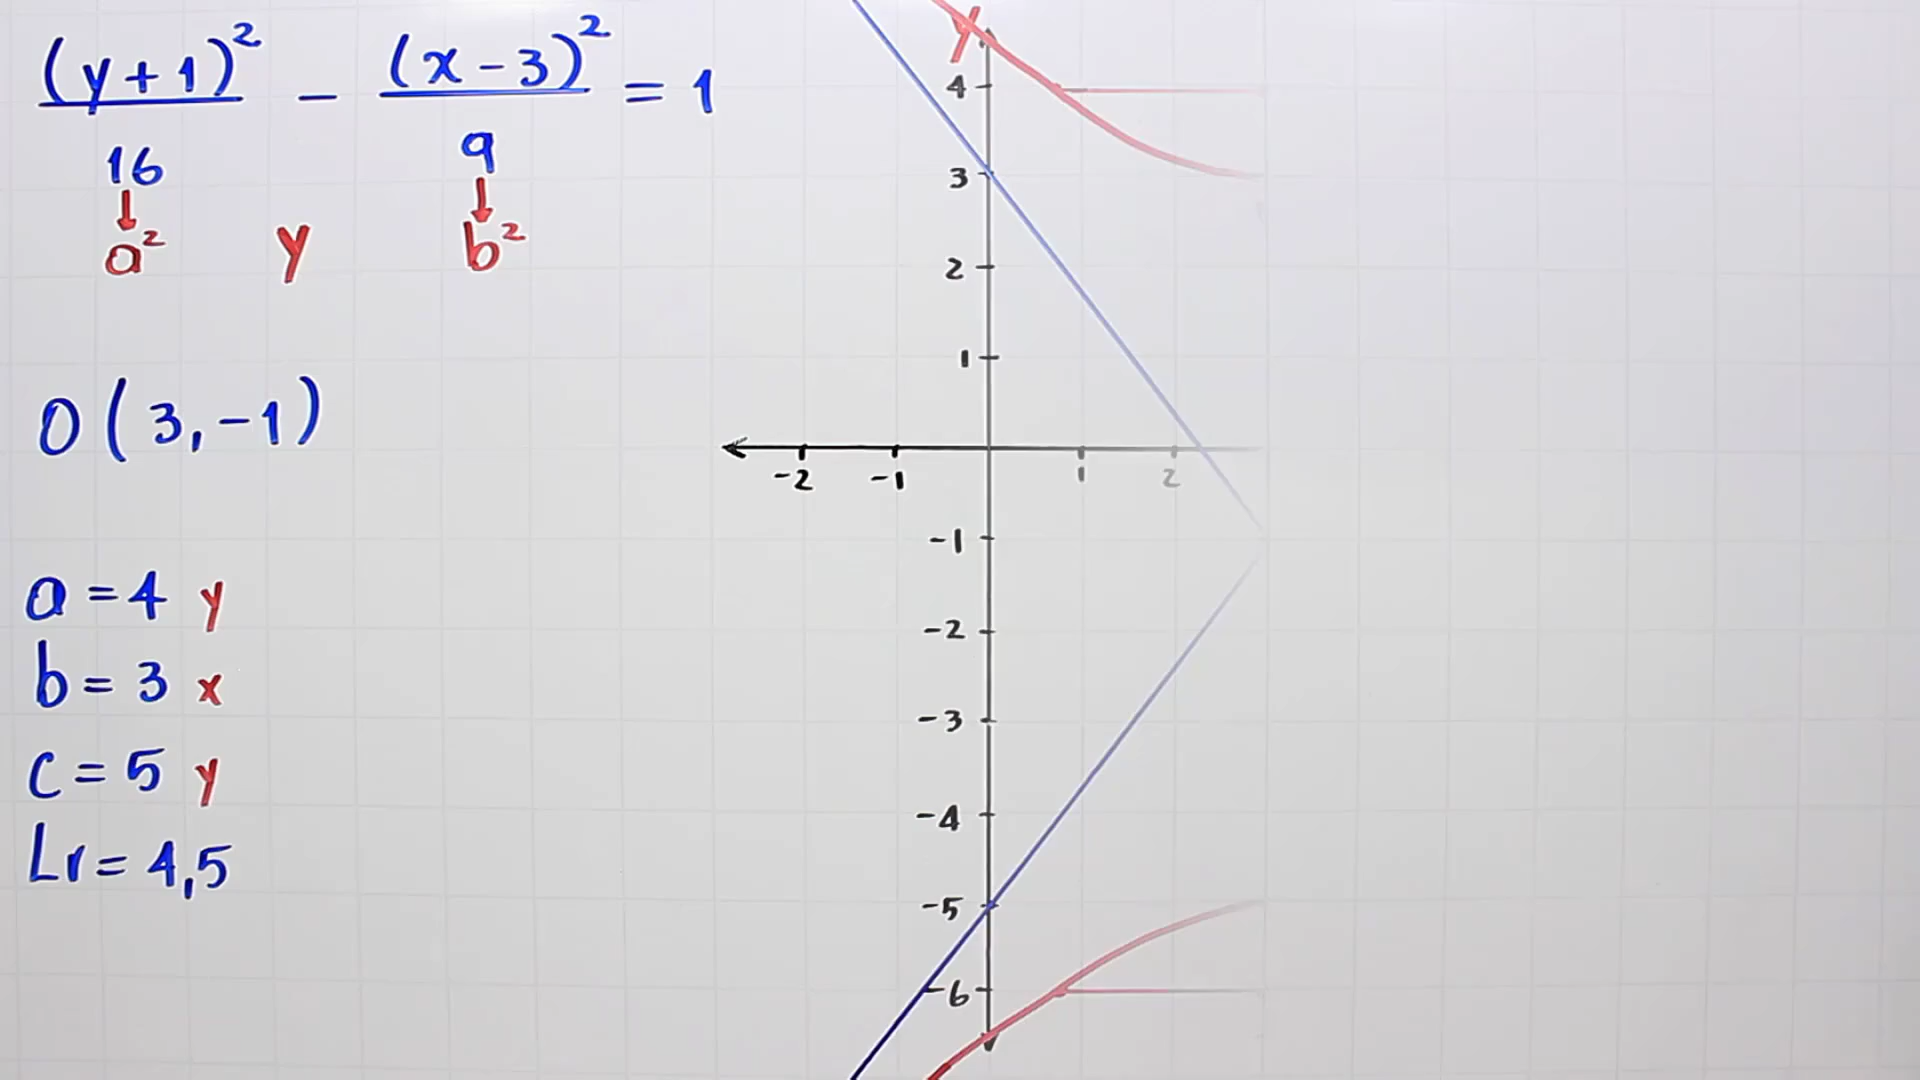 (y+1)² - (x-3)² = 1
16 9
a² y b²
O(3,-1)
a = 4 y
b = 3 x
c = 5 y
Lr = 4,5
y
4
3
2
1
-2 -1 1 2
-1
-2
-3
-4
-5
-6